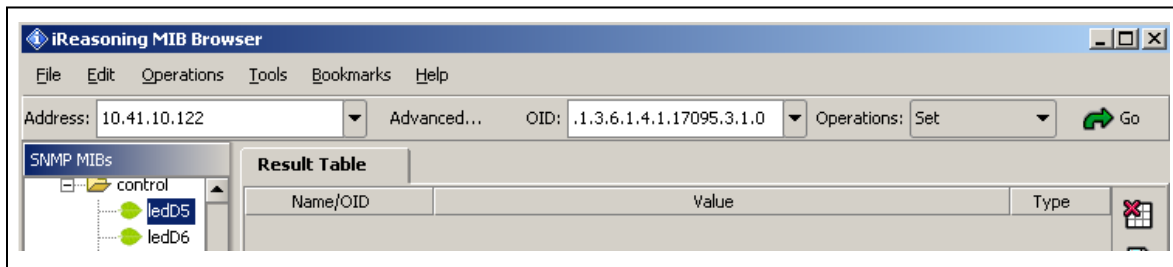 iReasoning MIB Browser
File Edit Operations Tools Bookmarks Help
Address: 10.41.10.122 Advanced... OID: .1.3.6.1.4.1.17095.3.1.0 Operations: Set Go
SNMP MIBs
Result Table
control
Name/OID Value Type
ledD5
ledD6